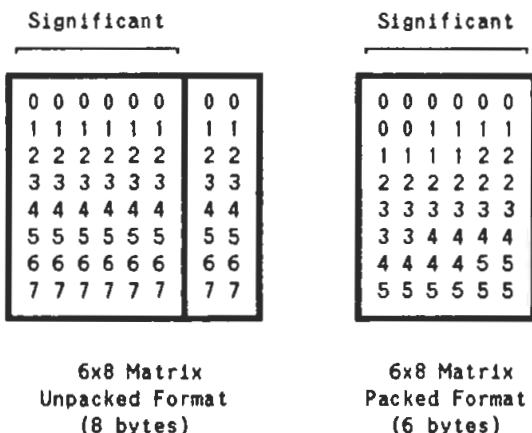 Significant
0 0 0 0 0 0 0 0
1 1 1 1 1 1 1 1
2 2 2 2 2 2 2 2
3 3 3 3 3 3 3 3
4 4 4 4 4 4 4 4
5 5 5 5 5 5 5 5
6 6 6 6 6 6 6 6
7 7 7 7 7 7 7 7
6x8 Matrix
Unpacked Format
(8 bytes)
Significant
0 0 0 0 0 0
0 0 1 1 1 1
1 1 1 1 2 2
2 2 2 2 2 2
3 3 3 3 3 3
3 3 4 4 4 4
4 4 4 4 5 5
5 5 5 5 5 5
6x8 Matrix
Packed Format
(6 bytes)